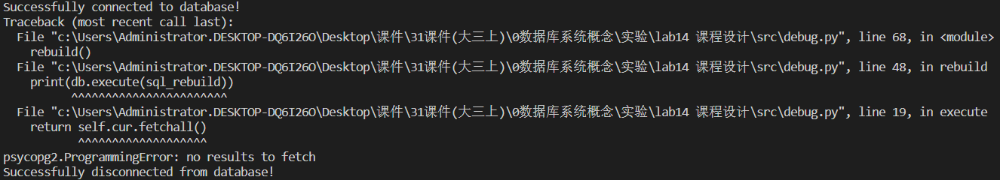 Successfully connected to database!
Traceback (most recent call last):
  File "c:\Users\Administrator.DESKTOP-DQ6I26O\Desktop\课件\31课件(大三上)\0数据库系统概念\实验\lab14 课程设计\src\debug.py", line 68, in <module>
    rebuild()
  File "c:\Users\Administrator.DESKTOP-DQ6I26O\Desktop\课件\31课件(大三上)\0数据库系统概念\实验\lab14 课程设计\src\debug.py", line 48, in rebuild
    print(db.execute(sql_rebuild))
          ^^^^^^^^^^^^^^^^^^^^^^^
  File "c:\Users\Administrator.DESKTOP-DQ6I26O\Desktop\课件\31课件(大三上)\0数据库系统概念\实验\lab14 课程设计\src\debug.py", line 19, in execute
    return self.cur.fetchall()
           ^^^^^^^^^^^^^^^^^^^
psycopg2.ProgrammingError: no results to fetch
Successfully disconnected from database!